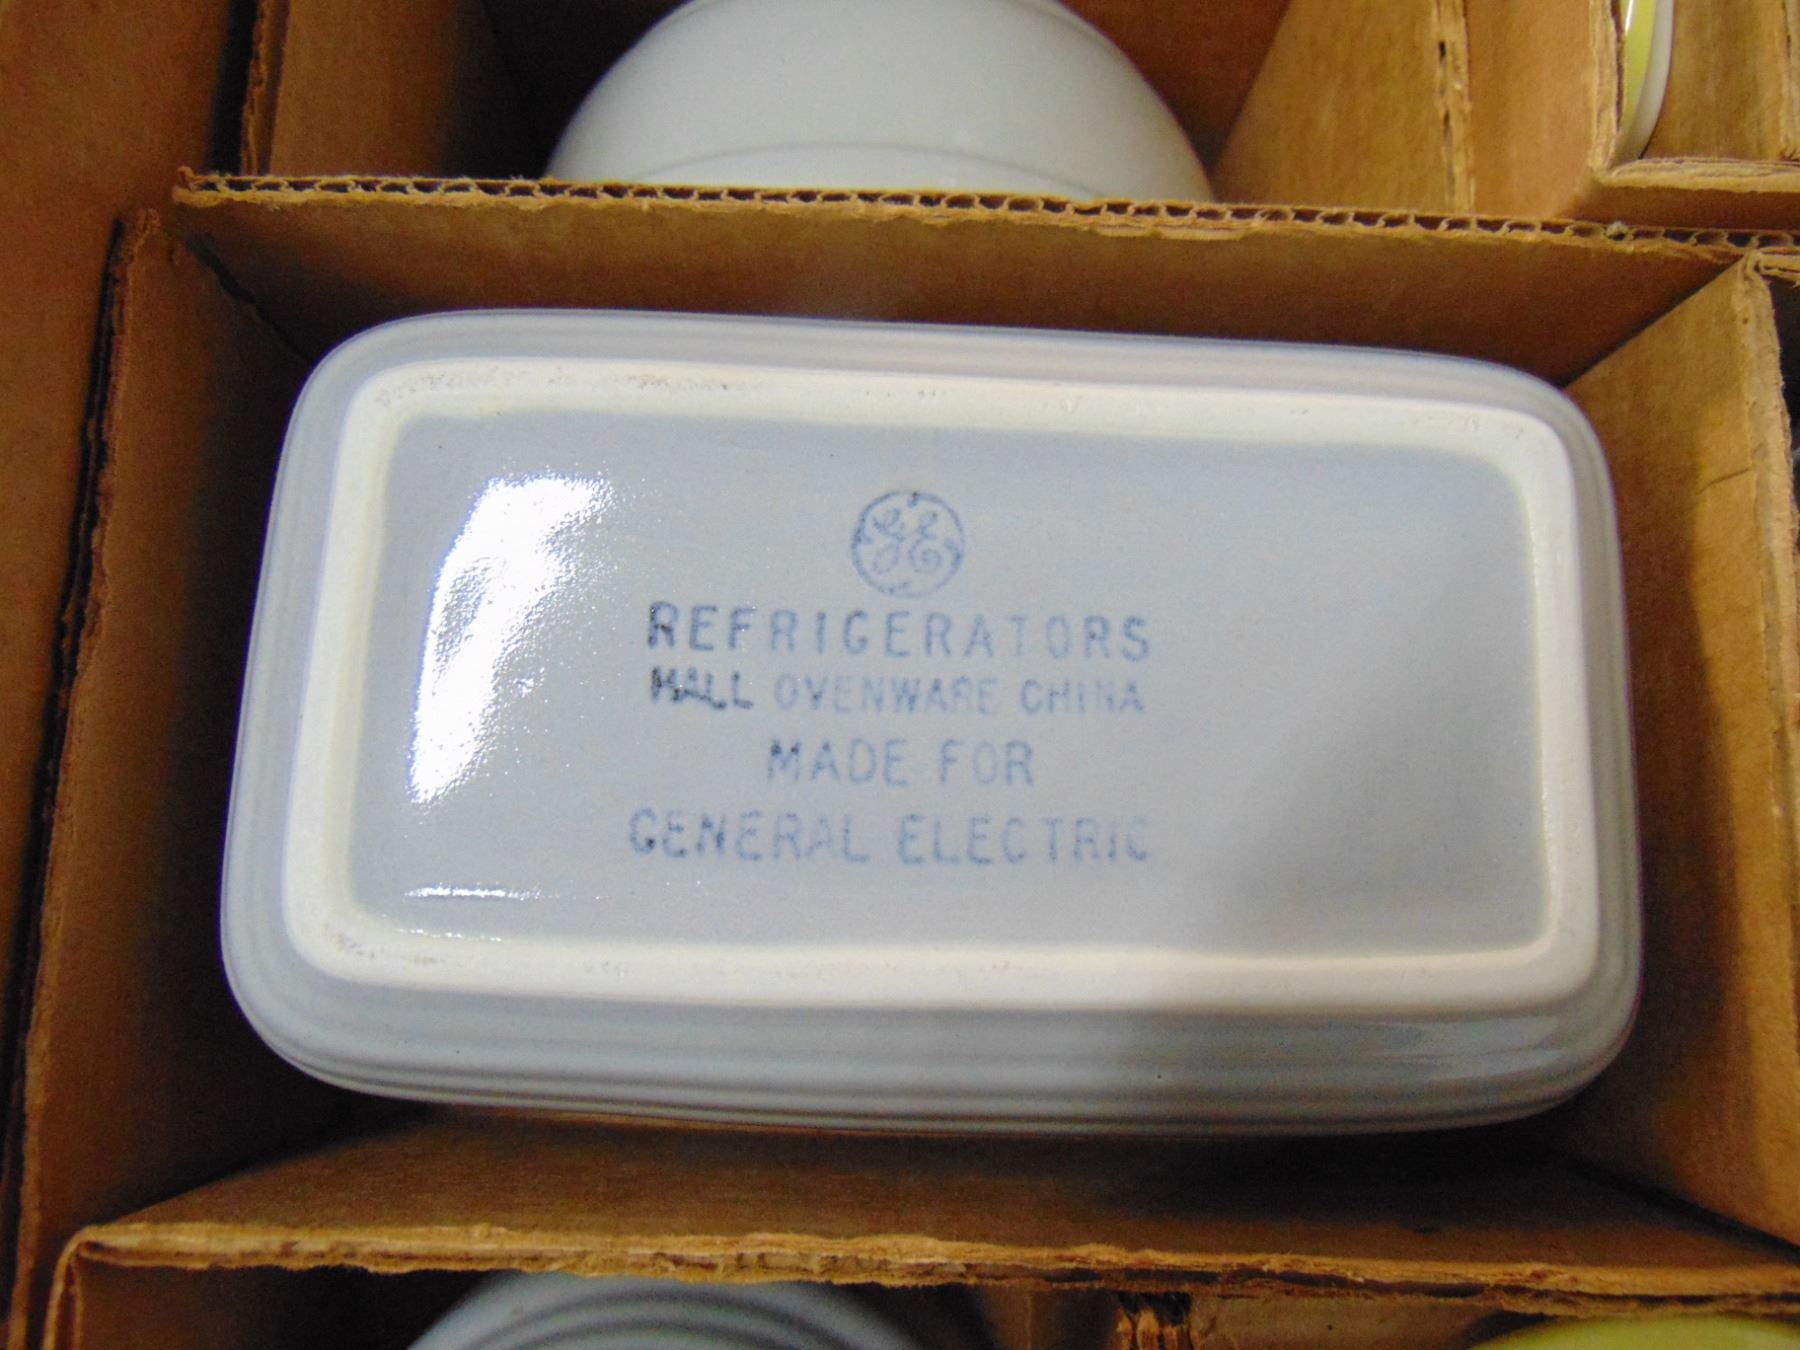 GE
REFRIGERATORS
HALL OVENWARE CHINA
MADE FOR
GENERAL ELECTRIC